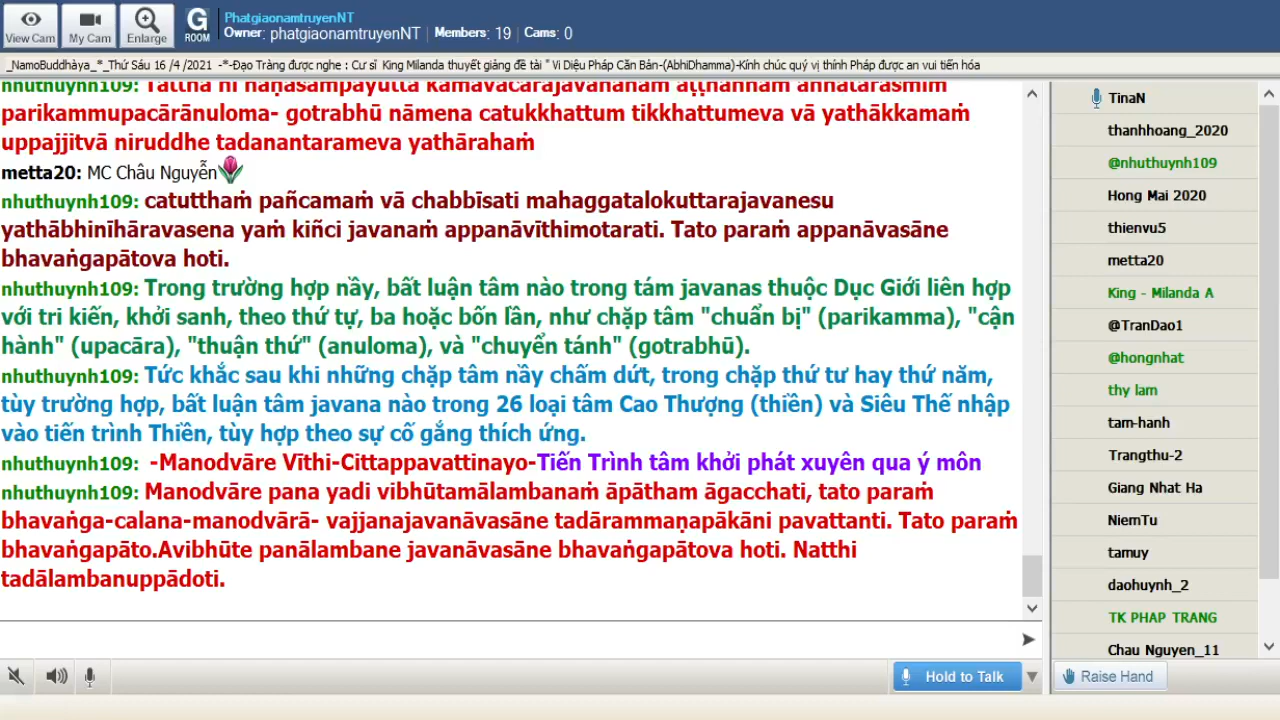 View Cam
My Cam
Enlarge
G
ROOM
PhatgiaonamtruyenNT
Owner: phatgiaonamtruyenNT | Members: 19 | Cams: 0
_NamoBuddhàya_*_Thứ Sáu 16 /4 /2021 -*-Đạo Tràng được nghe : Cư sĩ King Milanda thuyết giảng đề tài " Vi Diệu Pháp Căn Bản-(AbhiDhamma)-Kính chúc quý vị thính Pháp được an vui tiến hóa
nhuthuynh109: Tattha hi ñāṇasampayutta kāmāvacarajavanānam aṭṭhannaṁ aññatarasmiṁ
parikammupacārānuloma- gotrabhū nāmena catukkhattum tikkhattumeva vā yathākkamaṁ
uppajjitvā niruddhe tadanantarameva yathārahaṁ
metta20: MC Châu Nguyễn
nhuthuynh109: catutthaṁ pañcamaṁ vā chabbīsati mahaggatalokuttarajavanesu
yathābhinīhāravasena yaṁ kiñci javanaṁ appanāvīthimotarati. Tato paraṁ appanāvasāne
bhavaṅgapātova hoti.
nhuthuynh109: Trong trường hợp nầy, bất luận tâm nào trong tám javanas thuộc Dục Giới liên hợp
với tri kiến, khởi sanh, theo thứ tự, ba hoặc bốn lần, như chặp tâm "chuẩn bị" (parikamma), "cận
hành" (upacāra), "thuận thứ" (anuloma), và "chuyển tánh" (gotrabhū).
nhuthuynh109: Tức khắc sau khi những chặp tâm nầy chấm dứt, trong chặp thứ tư hay thứ năm,
tùy trường hợp, bất luận tâm javana nào trong 26 loại tâm Cao Thượng (thiền) và Siêu Thế nhập
vào tiến trình Thiền, tùy hợp theo sự cố gắng thích ứng.
nhuthuynh109: -Manodvāre Vīthi-Cittappavattinayo-Tiến Trình tâm khởi phát xuyên qua ý môn
nhuthuynh109: Manodvāre pana yadi vibhūtamālambanaṁ āpātham āgacchati, tato paraṁ
bhavaṅga-calana-manodvārā- vajjanajavanāvasāne tadārammaṇapākāni pavattanti. Tato paraṁ
bhavaṅgapāto.Avibhūte panālambane javanāvasāne bhavaṅgapātova hoti. Natthi
tadālambanuppādoti.
Hold to Talk
TinaN
thanhhoang_2020
@nhuthuynh109
Hong Mai 2020
thienvu5
metta20
King - Milanda A
@TranDao1
@hongnhat
thy lam
tam-hanh
Trangthu-2
Giang Nhat Ha
NiemTu
tamuy
daohuynh_2
TK PHAP TRANG
Chau Nguyen_11
Raise Hand